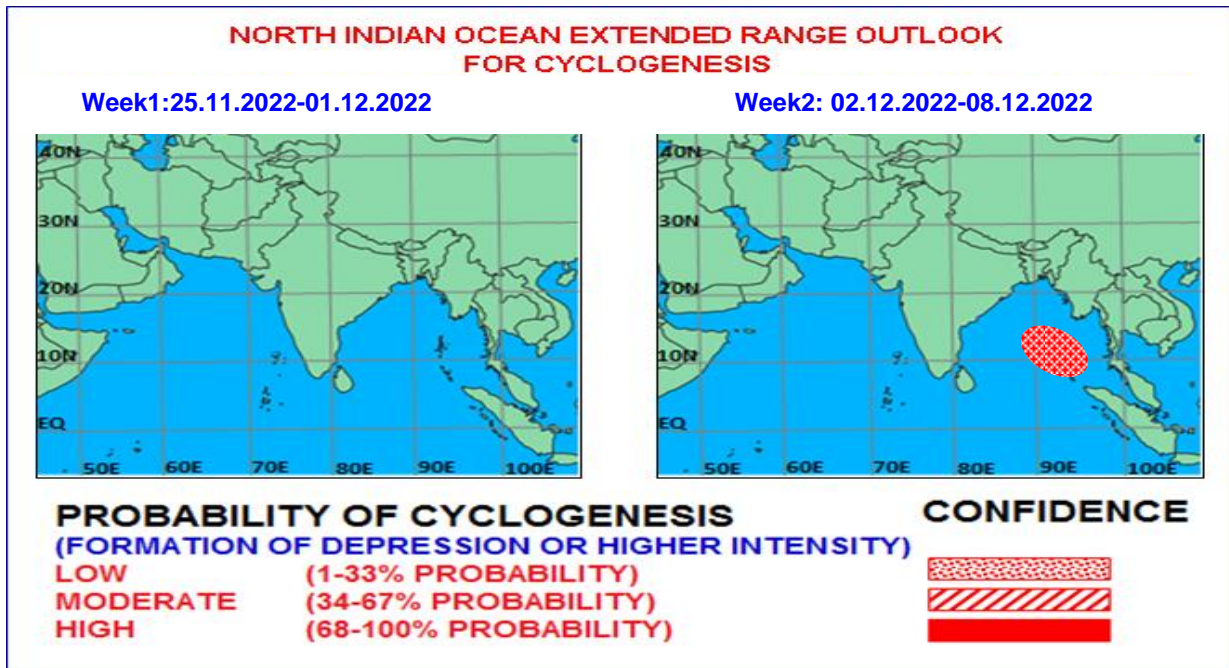 NORTH INDIAN OCEAN EXTENDED RANGE OUTLOOK
FOR CYCLOGENESIS
Week1:25.11.2022-01.12.2022
Week2: 02.12.2022-08.12.2022
40N
30N
20N
10N
EQ
50E 60E 70E 80E 90E 100E
40N
30N
20N
10N
EQ
50E 60E 70E 80E 90E 100E
PROBABILITY OF CYCLOGENESIS
CONFIDENCE
(FORMATION OF DEPRESSION OR HIGHER INTENSITY)
LOW (1-33% PROBABILITY)
MODERATE (34-67% PROBABILITY)
HIGH (68-100% PROBABILITY)